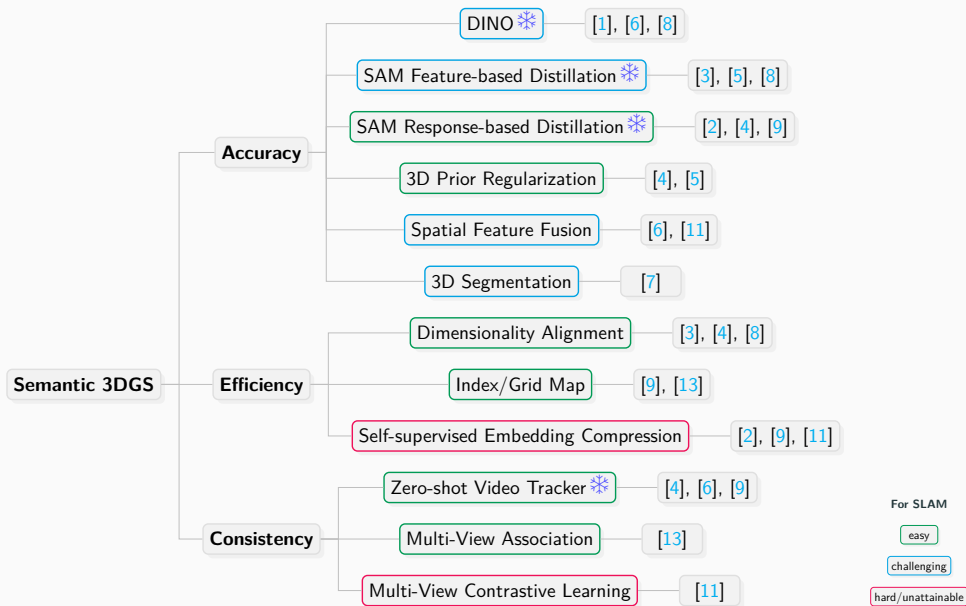 DINO [1], [6], [8]
SAM Feature-based Distillation [3], [5], [8]
SAM Response-based Distillation [2], [4], [9]
Accuracy
3D Prior Regularization [4], [5]
Spatial Feature Fusion [6], [11]
3D Segmentation [7]
Dimensionality Alignment [3], [4], [8]
Semantic 3DGS Efficiency Index/Grid Map [9], [13]
Self-supervised Embedding Compression [2], [9], [11]
Zero-shot Video Tracker [4], [6], [9]
Consistency Multi-View Association [13]
Multi-View Contrastive Learning [11]
For SLAM
easy
challenging
hard/unattainable